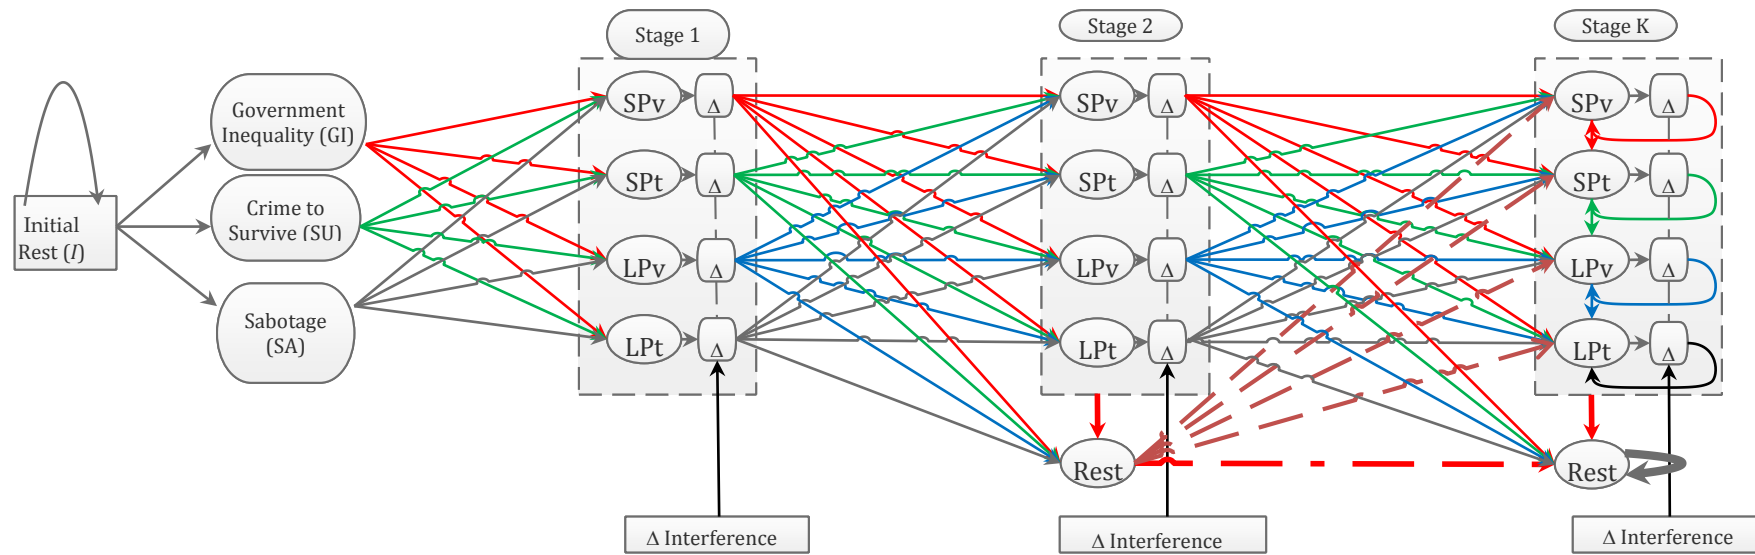 Stage 1
Stage 2
Stage K
Initial
Rest (I)
Government
Inequality (GI)
Crime to
Survive (SU)
Sabotage
(SA)
SPv
Δ
SPt
Δ
LPv
Δ
LPt
Δ
SPv
Δ
SPt
Δ
LPv
Δ
LPt
Δ
Rest
SPv
Δ
SPt
Δ
LPv
Δ
LPt
Δ
Rest
Δ Interference
Δ Interference
Δ Interference